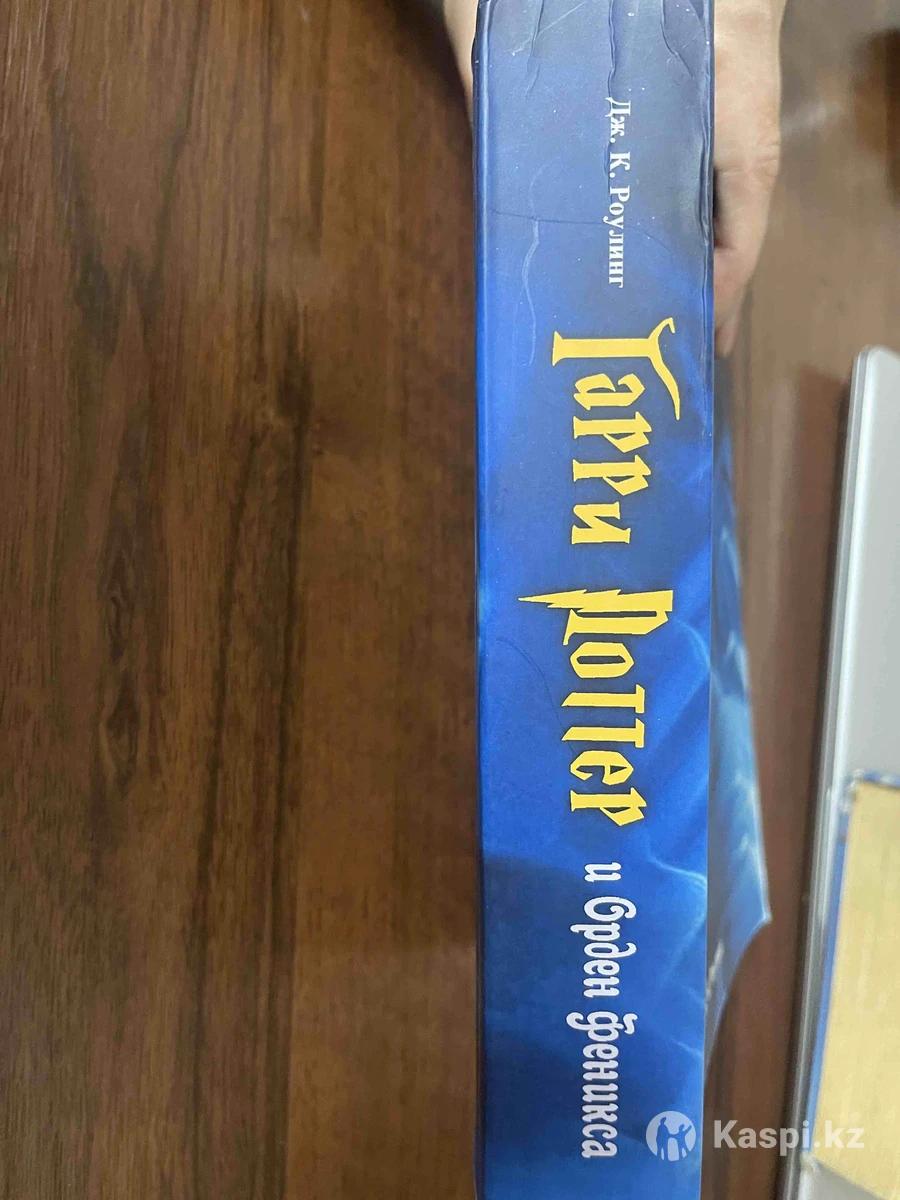 Дж. К. Роулинг
Гарри Поттер
и Орден феникса
Kaspi.kz